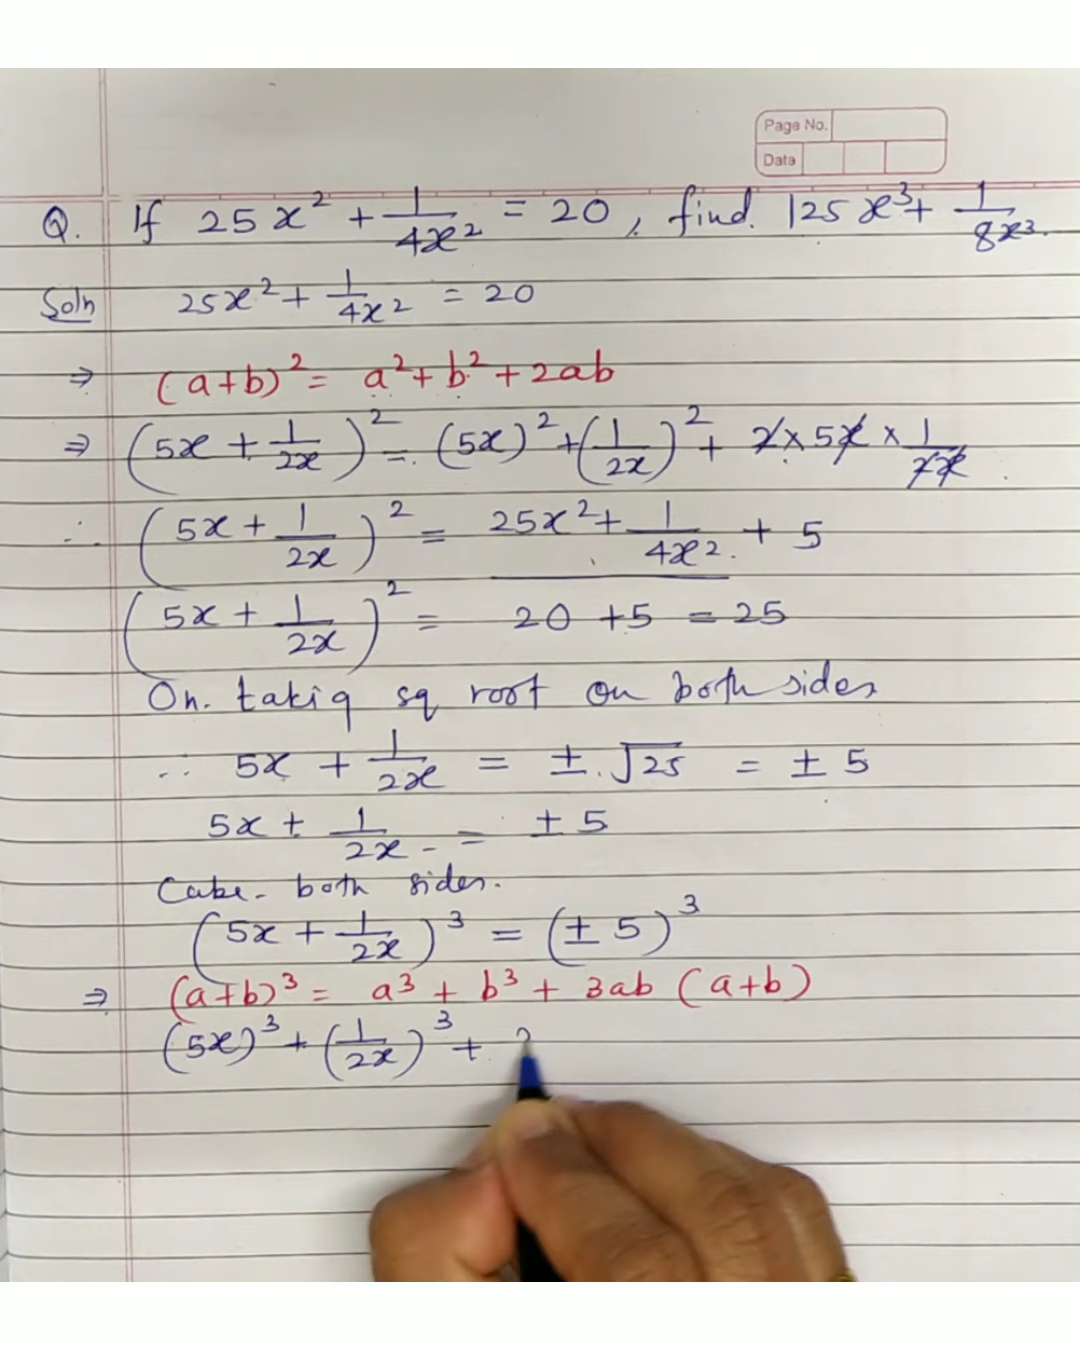 Page No.
Date
Q. If 25x² + 1/4x² = 20, find. 125x³ + 1/8x³.
Soln 25x² + 1/4x² = 20
⇒ (a+b)² = a² + b² + 2ab
⇒ (5x + 1/2x)² = (5x)² + (1/2x)² + 2 × 5x × 1/2x
∴ (5x + 1/2x)² = 25x² + 1/4x² + 5
(5x + 1/2x)² = 20 + 5 = 25
On. takiq sq root on both sides
∴ 5x + 1/2x = ± √25 = ± 5
5x + 1/2x = ± 5
Cube both sides.
(5x + 1/2x)³ = (± 5)³
⇒ (a+b)³ = a³ + b³ + 3ab (a+b)
(5x)³ + (1/2x)³ +